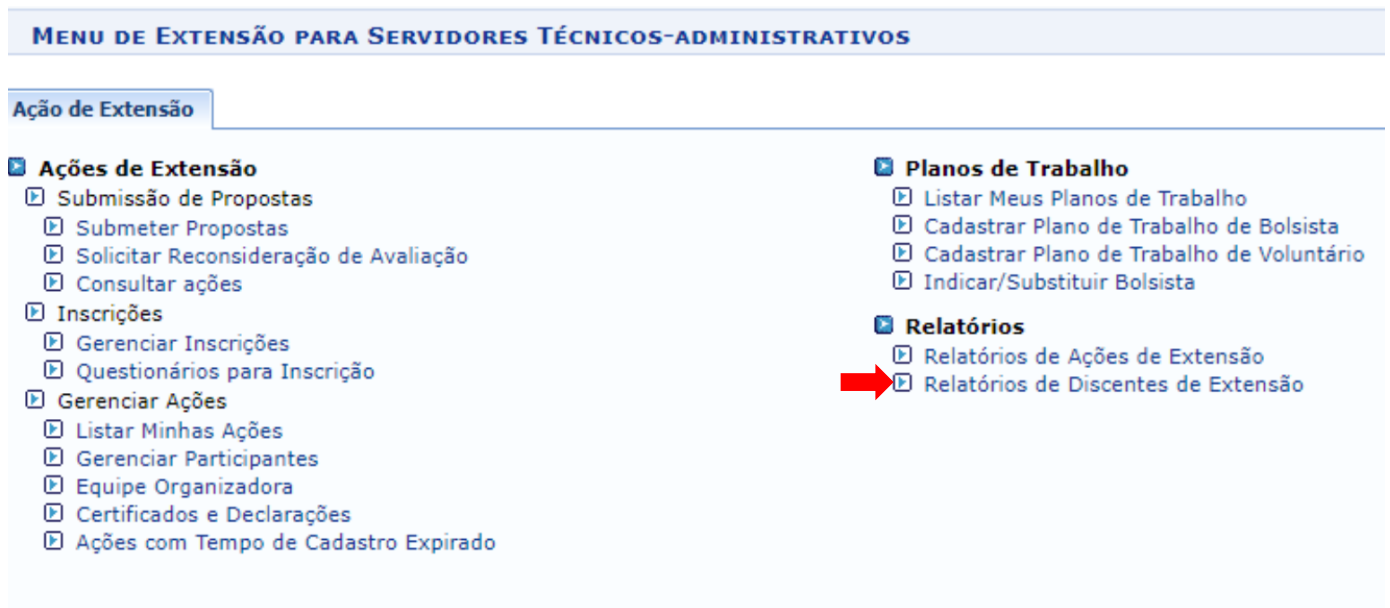 Menu de Extensão para Servidores Técnicos-administrativos
Ação de Extensão
Ações de Extensão
Submissão de Propostas
Submeter Propostas
Solicitar Reconsideração de Avaliação
Consultar ações
Inscrições
Gerenciar Inscrições
Questionários para Inscrição
Gerenciar Ações
Listar Minhas Ações
Gerenciar Participantes
Equipe Organizadora
Certificados e Declarações
Ações com Tempo de Cadastro Expirado
Planos de Trabalho
Listar Meus Planos de Trabalho
Cadastrar Plano de Trabalho de Bolsista
Cadastrar Plano de Trabalho de Voluntário
Indicar/Substituir Bolsista
Relatórios
Relatórios de Ações de Extensão
Relatórios de Discentes de Extensão